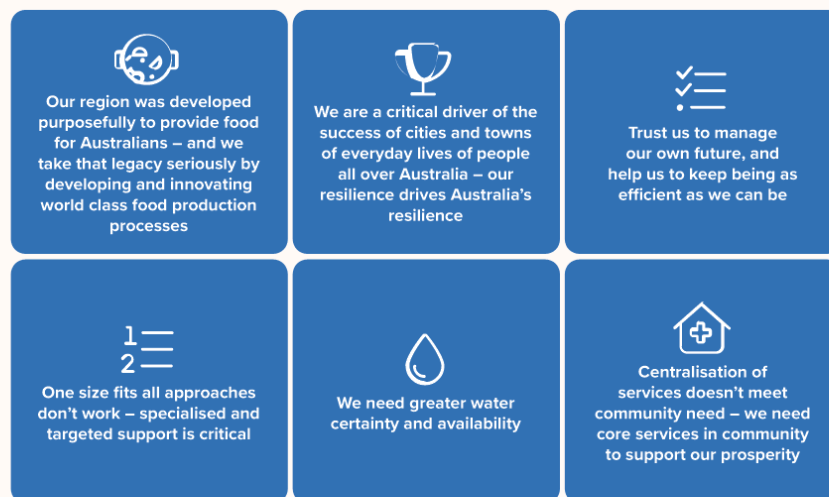 Our region was developed
purposefully to provide food
for Australians – and we
take that legacy seriously by
developing and innovating
world class food production
processes
We are a critical driver of the
success of cities and towns
of everyday lives of people
all over Australia – our
resilience drives Australia’s
resilience
Trust us to manage
our own future, and
help us to keep being as
efficient as we can be
1
2
One size fits all approaches
don’t work – specialised and
targeted support is critical
We need greater water
certainty and availability
Centralisation of
services doesn’t meet
community need – we need
core services in community
to support our prosperity